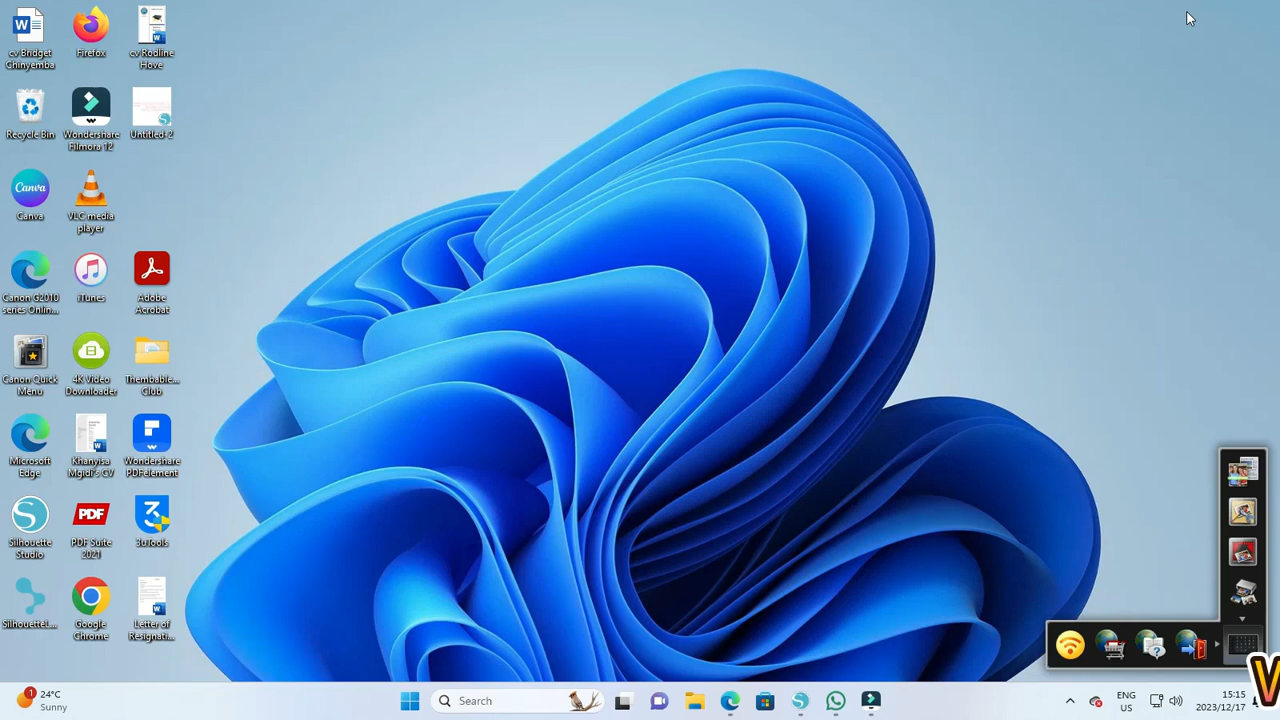 cv Bridget
Chinyemba
Firefox
cv Rodline
Hove
Recycle Bin
Wondershare
Filmora 12
Untitled-2
Canva
Canva
VLC media
player
Canon G2010
series Onlin...
iTunes
Adobe
Acrobat
Canon Quick
Menu
4K Video
Downloader
Thembable...
Club
Microsoft
Edge
Khanyisa
Mgidi's CV
Wondershare
PDFelement
Silhouette
Studio
PDF
PDF Suite
2021
3uTools
SilhouetteL...
Google
Chrome
Letter of
Resignati...
1
24°C
Sunny
Search
ENG
US
15:15
2023/12/17
V